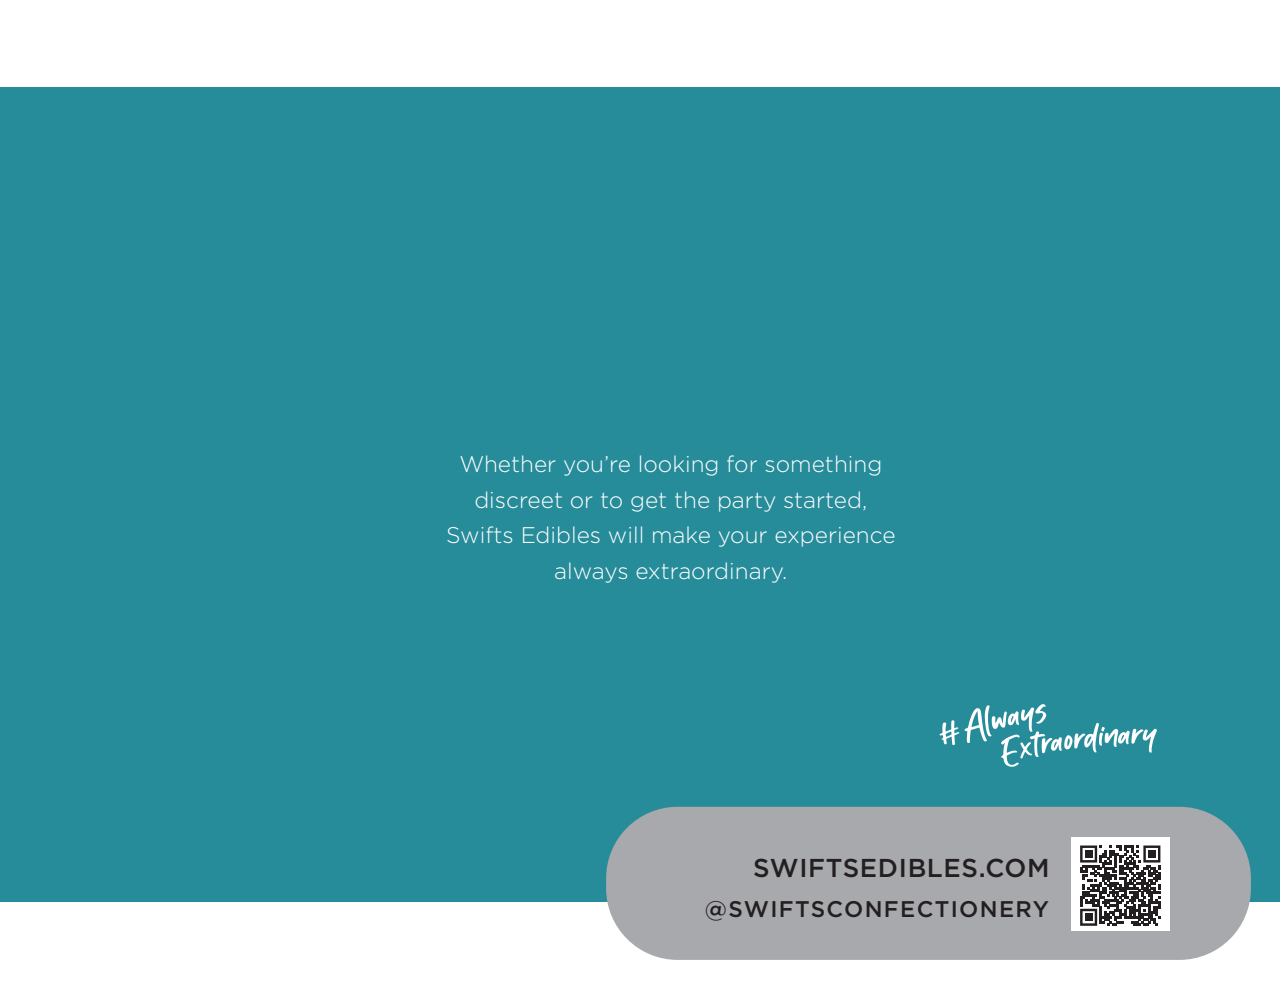 Whether you’re looking for something
discreet or to get the party started,
Swifts Edibles will make your experience
always extraordinary.
#Always
Extraordinary
SWIFTSEDIBLES.COM
@SWIFTSCONFECTIONERY